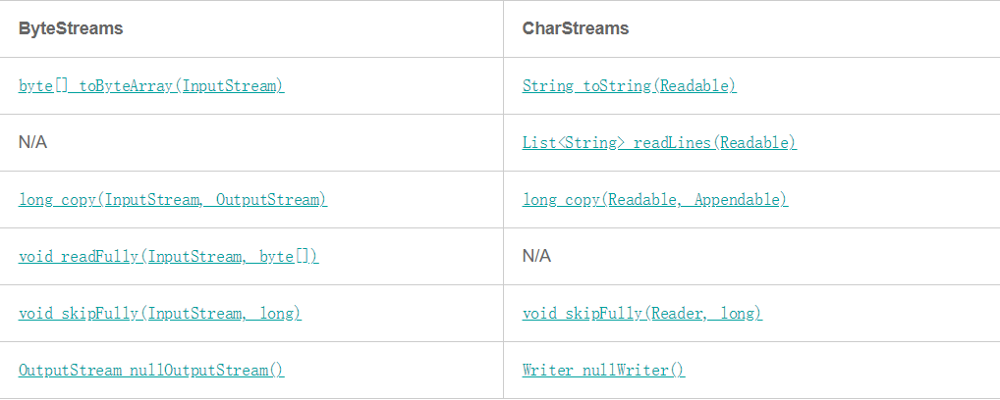 ByteStreams CharStreams
byte[] toByteArray(InputStream) String toString(Readable)
N/A List<String> readLines(Readable)
long copy(InputStream, OutputStream) long copy(Readable, Appendable)
void readFully(InputStream, byte[]) N/A
void skipFully(InputStream, long) void skipFully(Reader, long)
OutputStream nullOutputStream() Writer nullWriter()